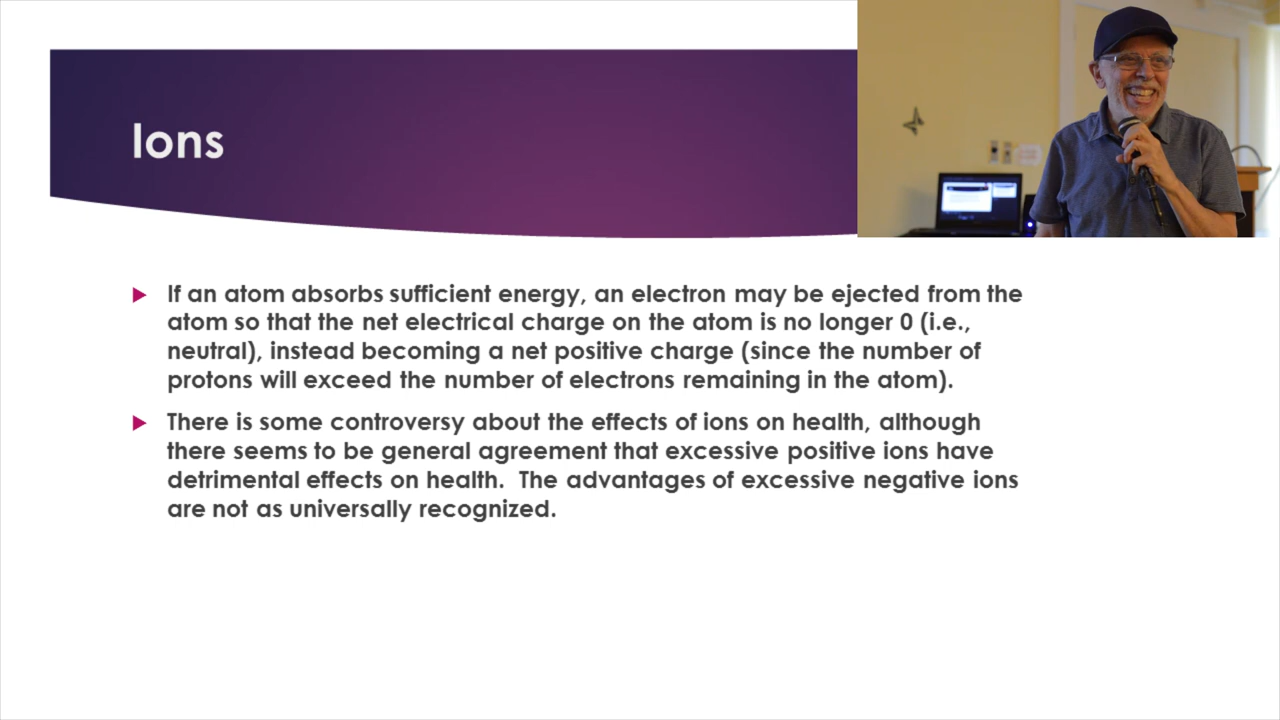 Ions
If an atom absorbs sufficient energy, an electron may be ejected from the
atom so that the net electrical charge on the atom is no longer 0 (i.e.,
neutral), instead becoming a net positive charge (since the number of
protons will exceed the number of electrons remaining in the atom).
There is some controversy about the effects of ions on health, although
there seems to be general agreement that excessive positive ions have
detrimental effects on health.  The advantages of excessive negative ions
are not as universally recognized.